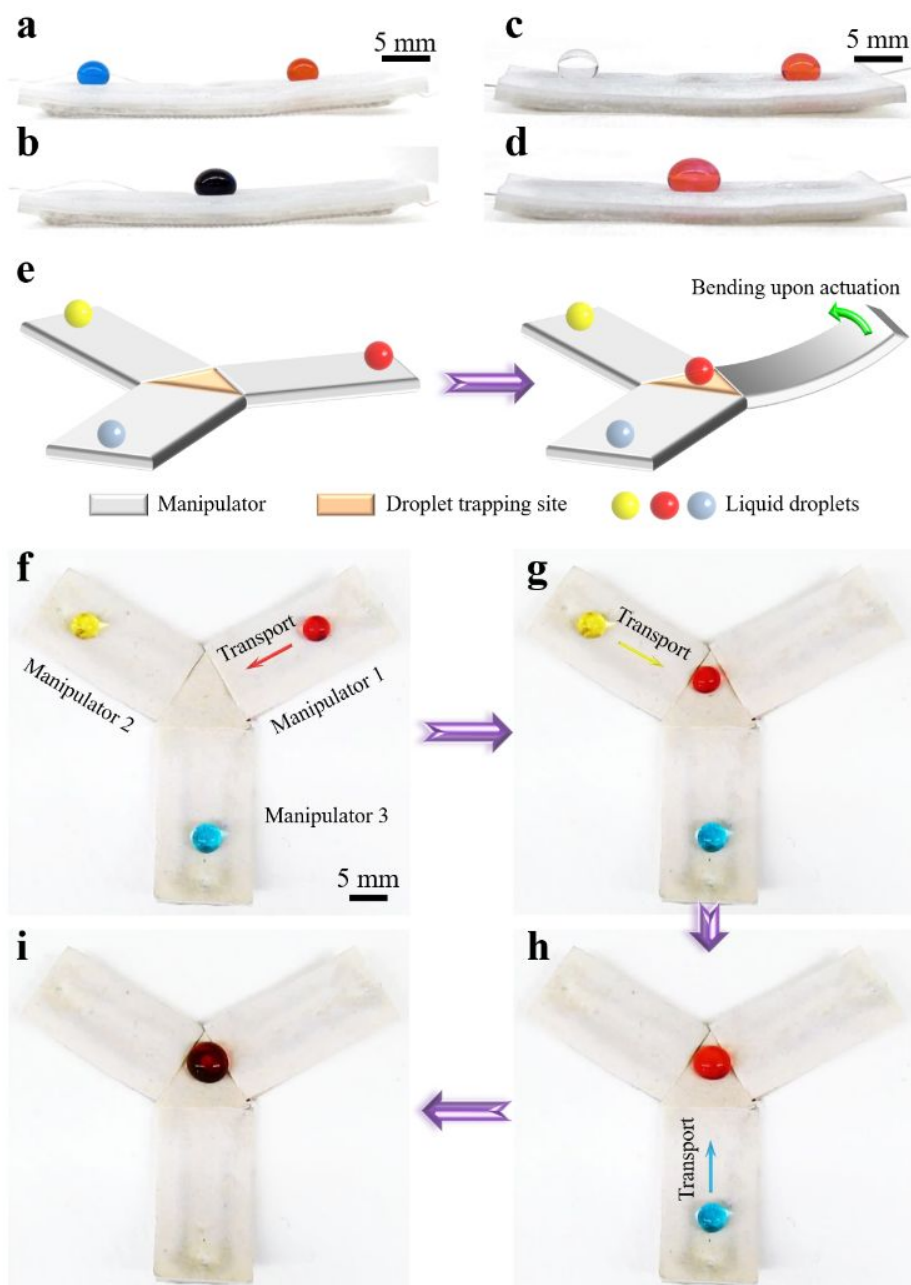 a
5 mm
c
5 mm
b
d
e
Bending upon actuation
Manipulator
Droplet trapping site
Liquid droplets
f
Transport
Manipulator 2
Manipulator 1
Manipulator 3
5 mm
g
Transport
i
h
Transport